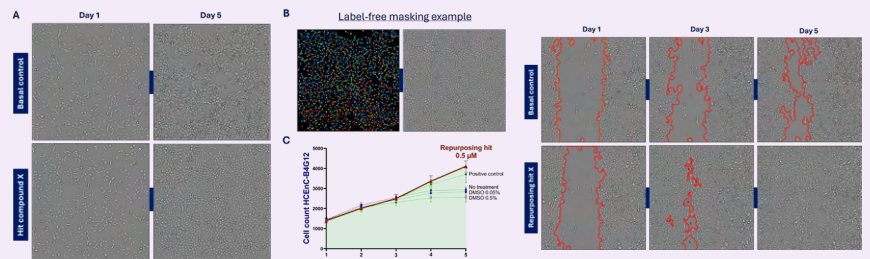 A
Day 1
Day 5
Basal control
Hit compound X
B
Label-free masking example
C
Repurposing hit
0.5 µM
Cell count HCEnC-B4G12
5000
4000
3000
2000
1000
0
1
2
3
4
5
Positive control
No treatment
DMSO 0.05%
DMSO 0.5%
Day 1
Day 3
Day 5
Basal control
Repurposing hit X